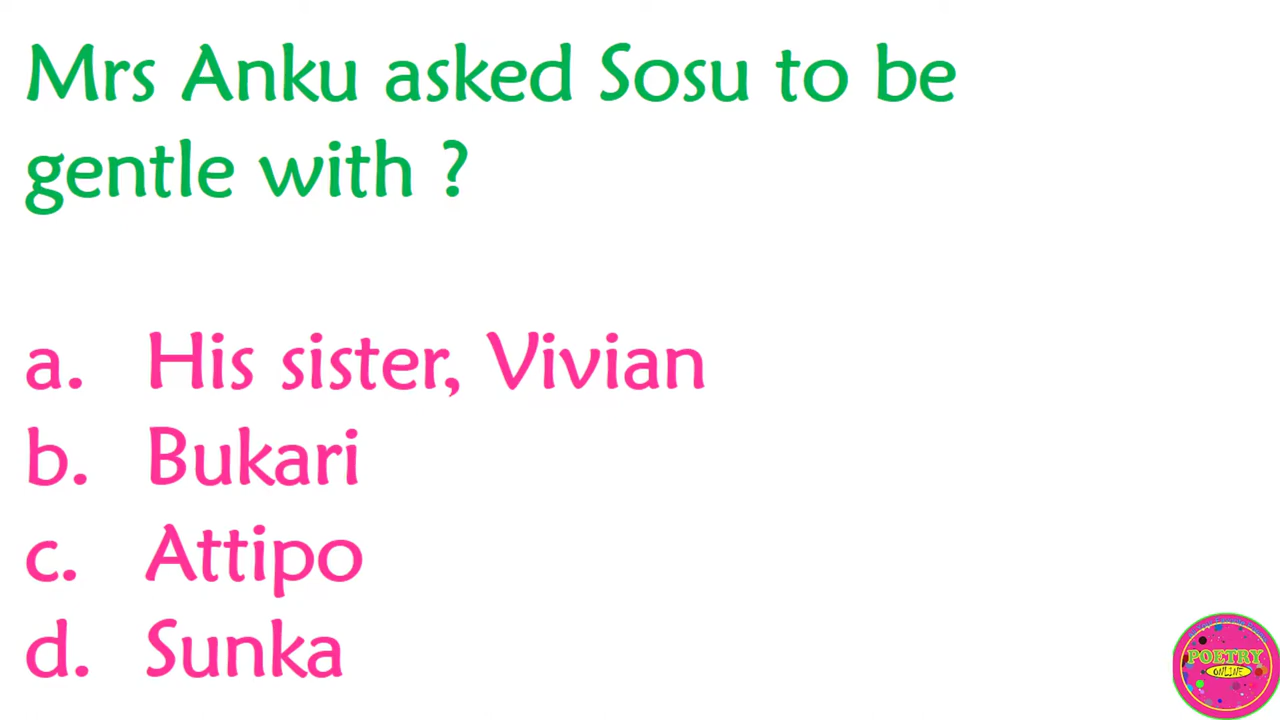 Mrs Anku asked Sosu to be
gentle with ?
a. His sister, Vivian
b. Bukari
c. Attipo
d. Sunka
POETRY
ONLINE